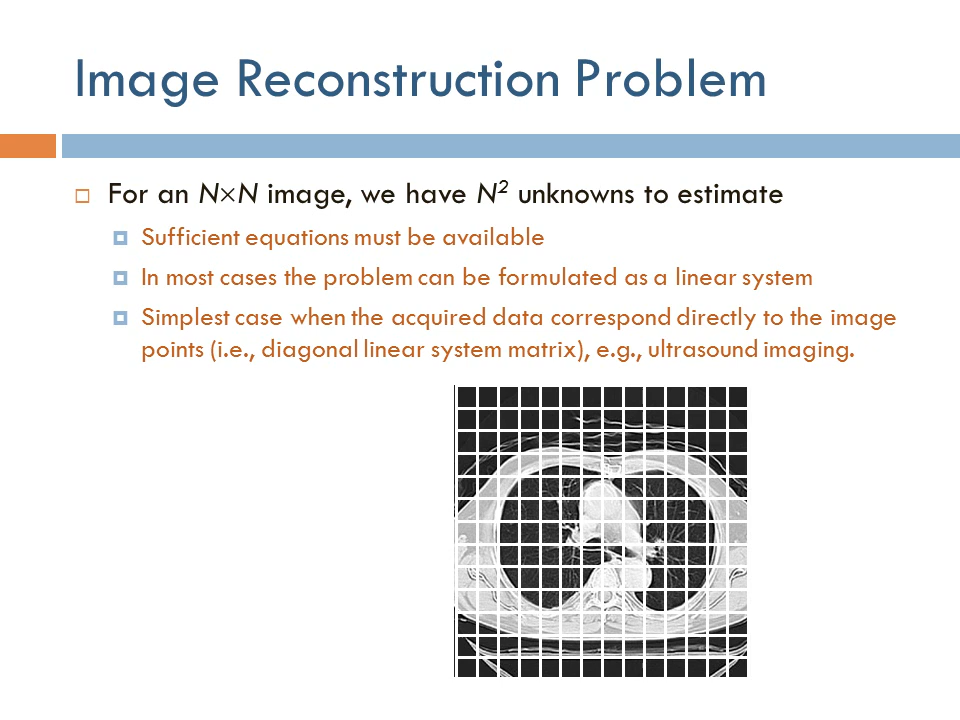 Image Reconstruction Problem
For an N×N image, we have N² unknowns to estimate
Sufficient equations must be available
In most cases the problem can be formulated as a linear system
Simplest case when the acquired data correspond directly to the image
points (i.e., diagonal linear system matrix), e.g., ultrasound imaging.